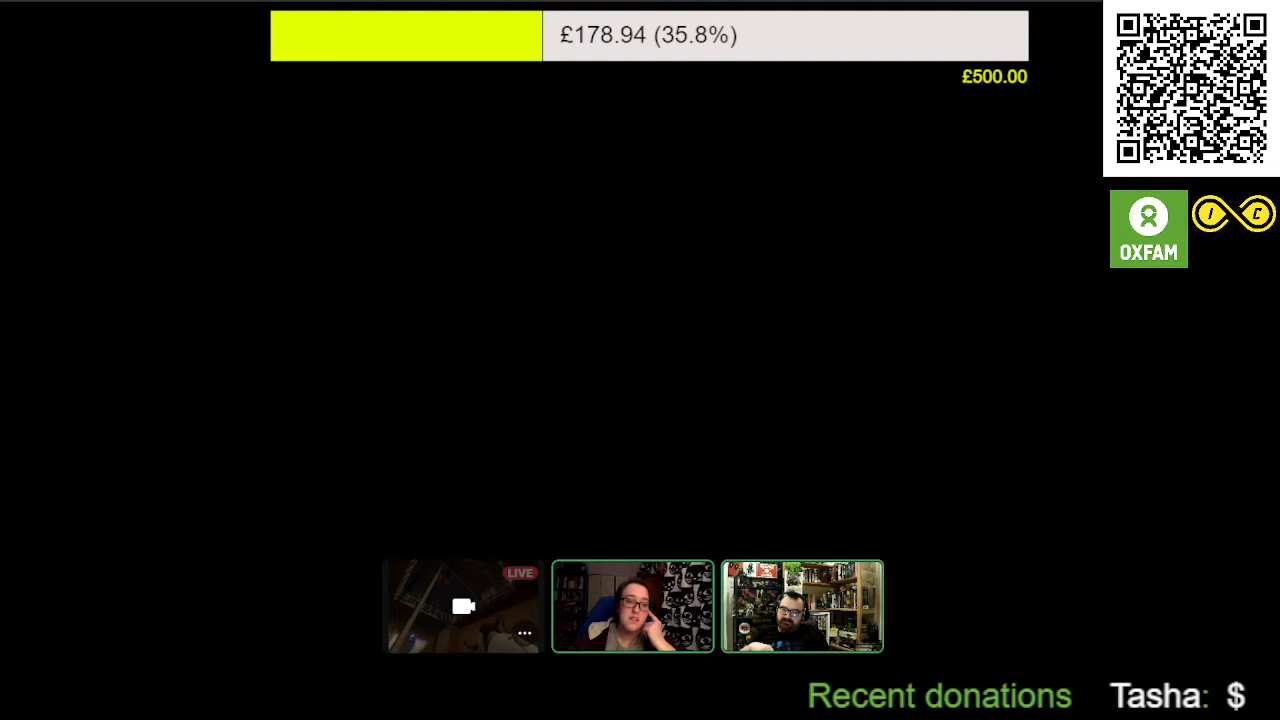 £178.94 (35.8%)
£500.00
I C
OXFAM
LIVE
Recent donations Tasha: $